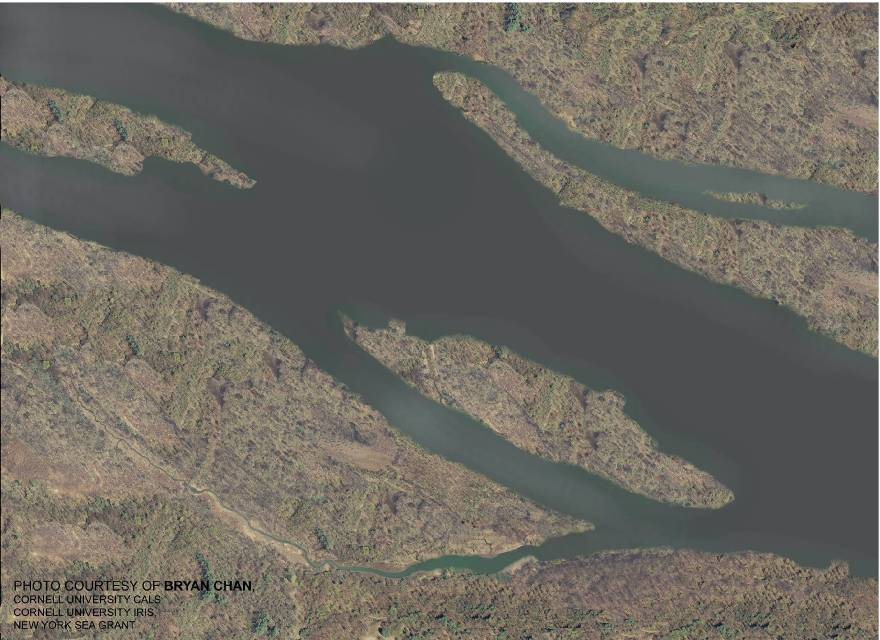 PHOTO COURTESY OF BRYAN CHAN,
CORNELL UNIVERSITY CALS
CORNELL UNIVERSITY IRIS,
NEW YORK SEA GRANT